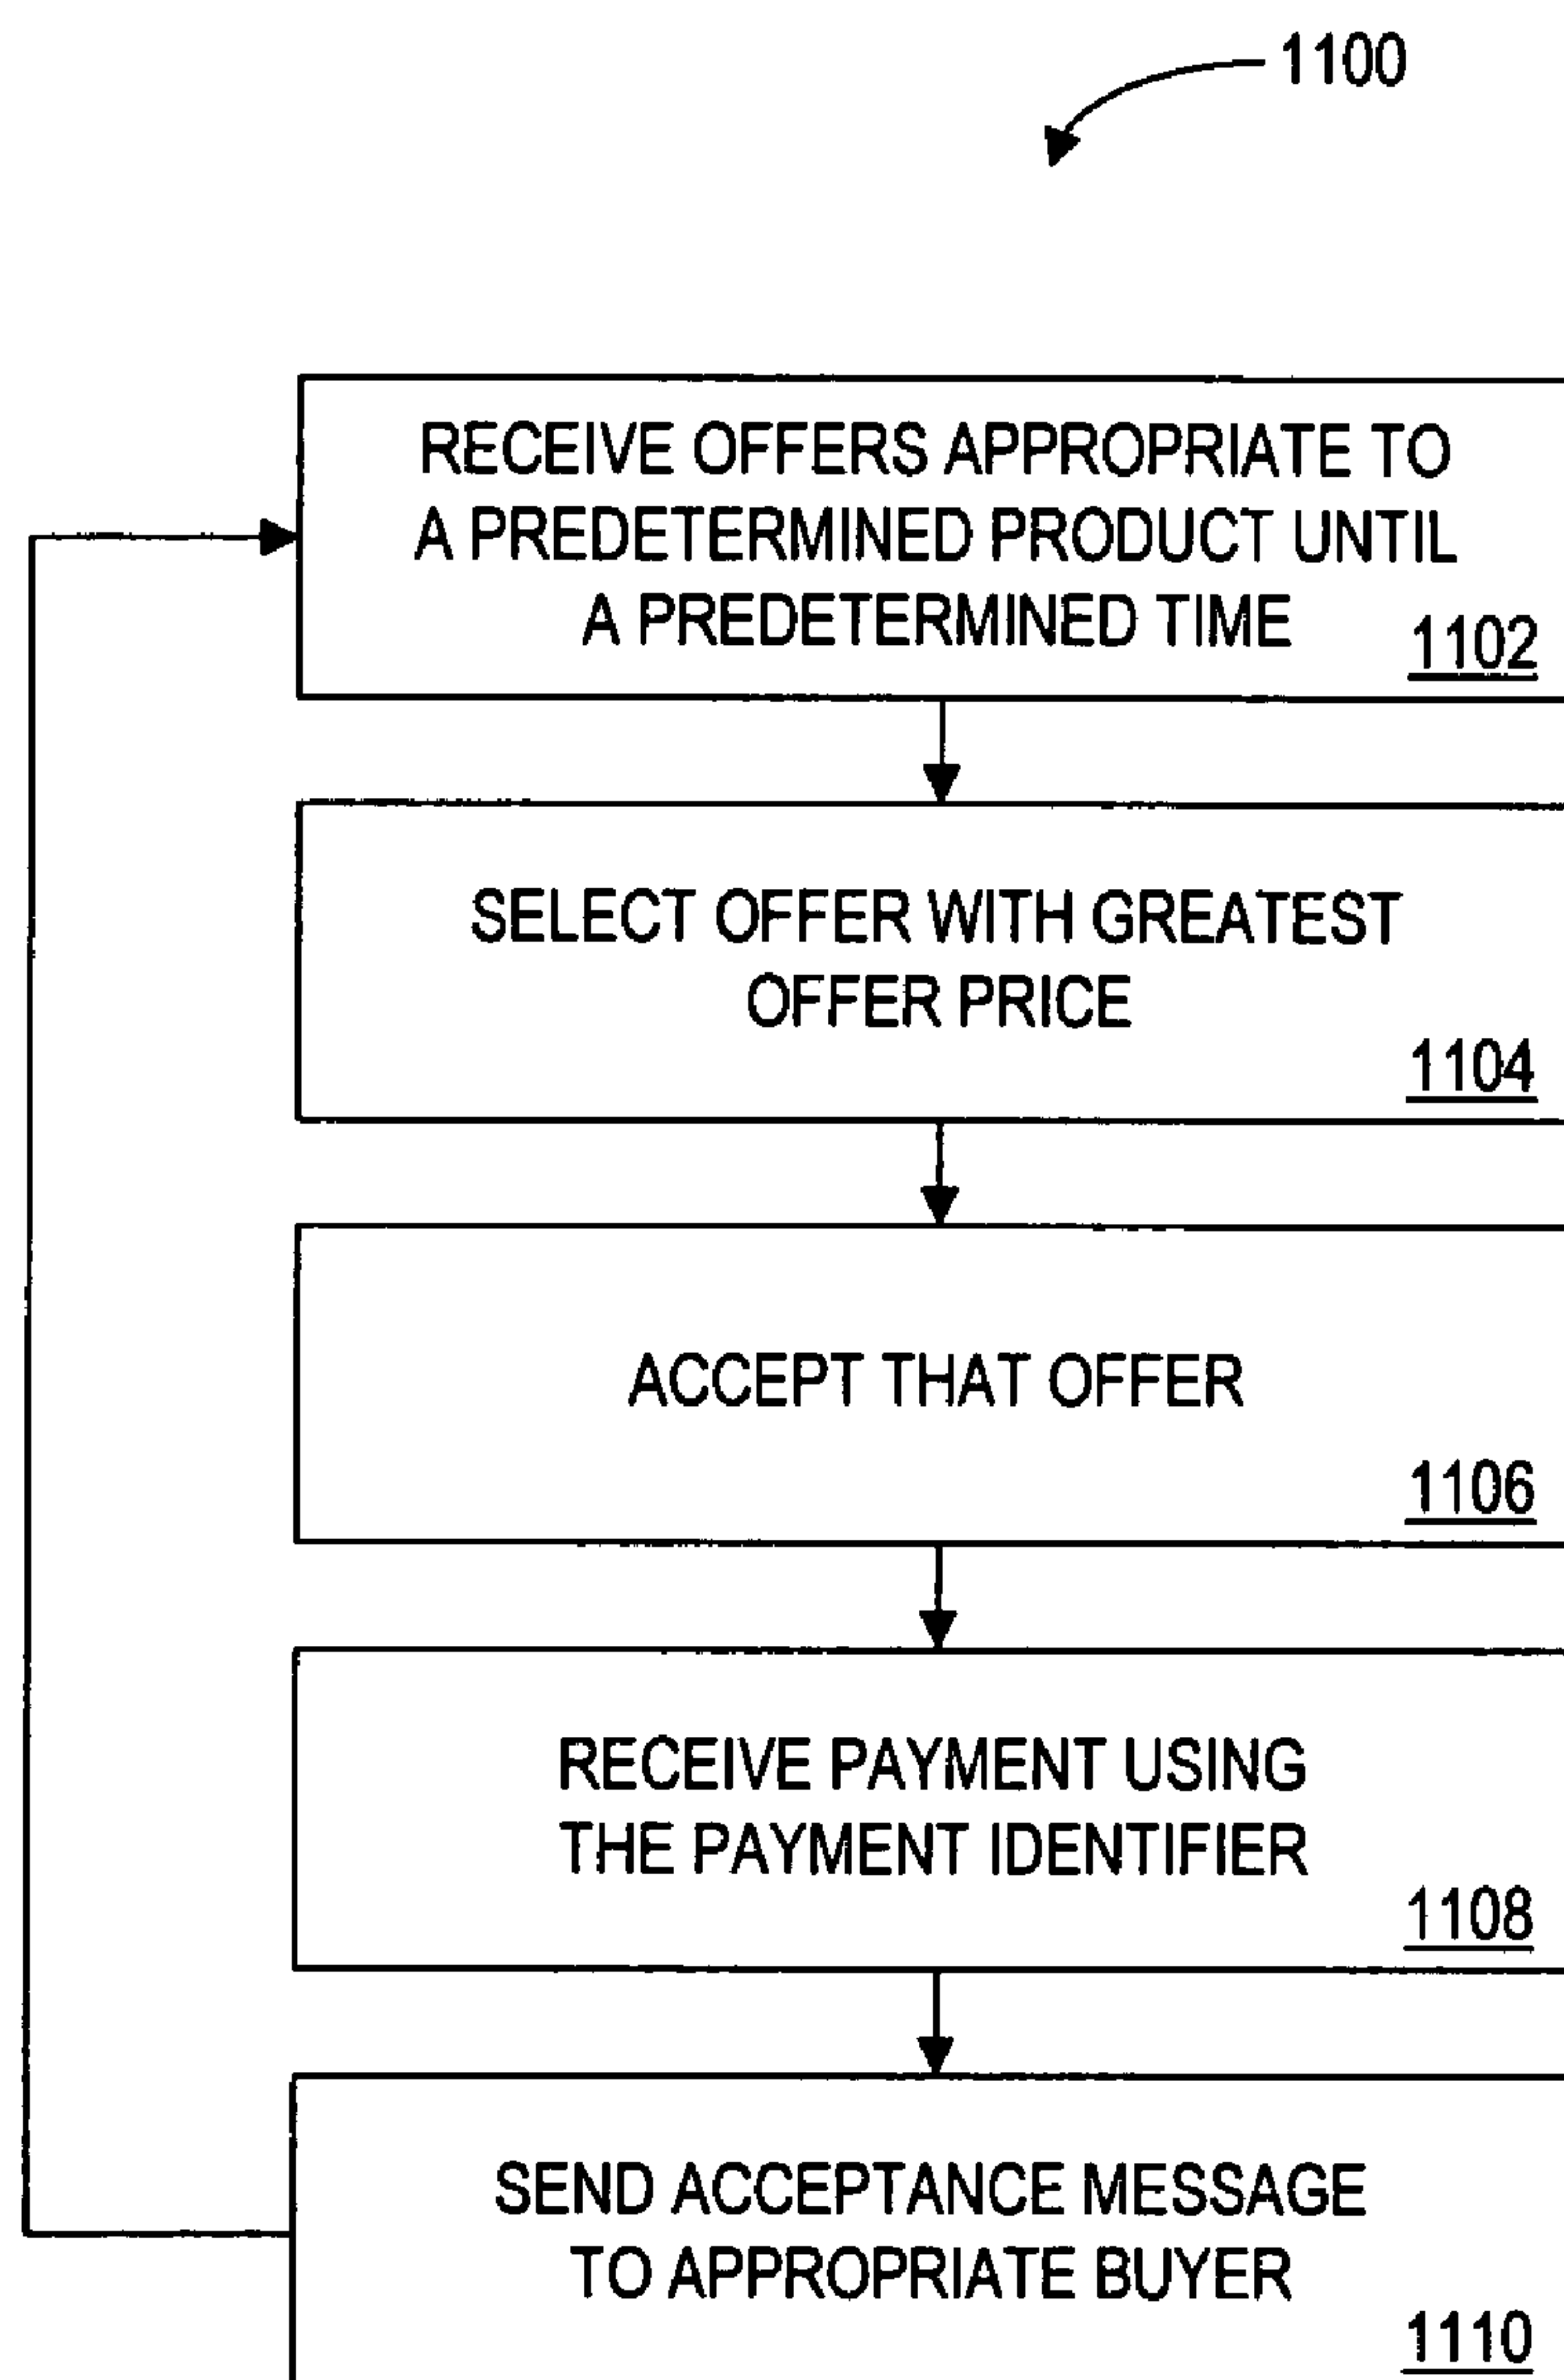 1100
RECEIVE OFFERS APPROPRIATE TO
A PREDETERMINED PRODUCT UNTIL
A PREDETERMINED TIME
1102
SELECT OFFER WITH GREATEST
OFFER PRICE
1104
ACCEPT THAT OFFER
1106
RECEIVE PAYMENT USING
THE PAYMENT IDENTIFIER
1108
SEND ACCEPTANCE MESSAGE
TO APPROPRIATE BUYER
1110